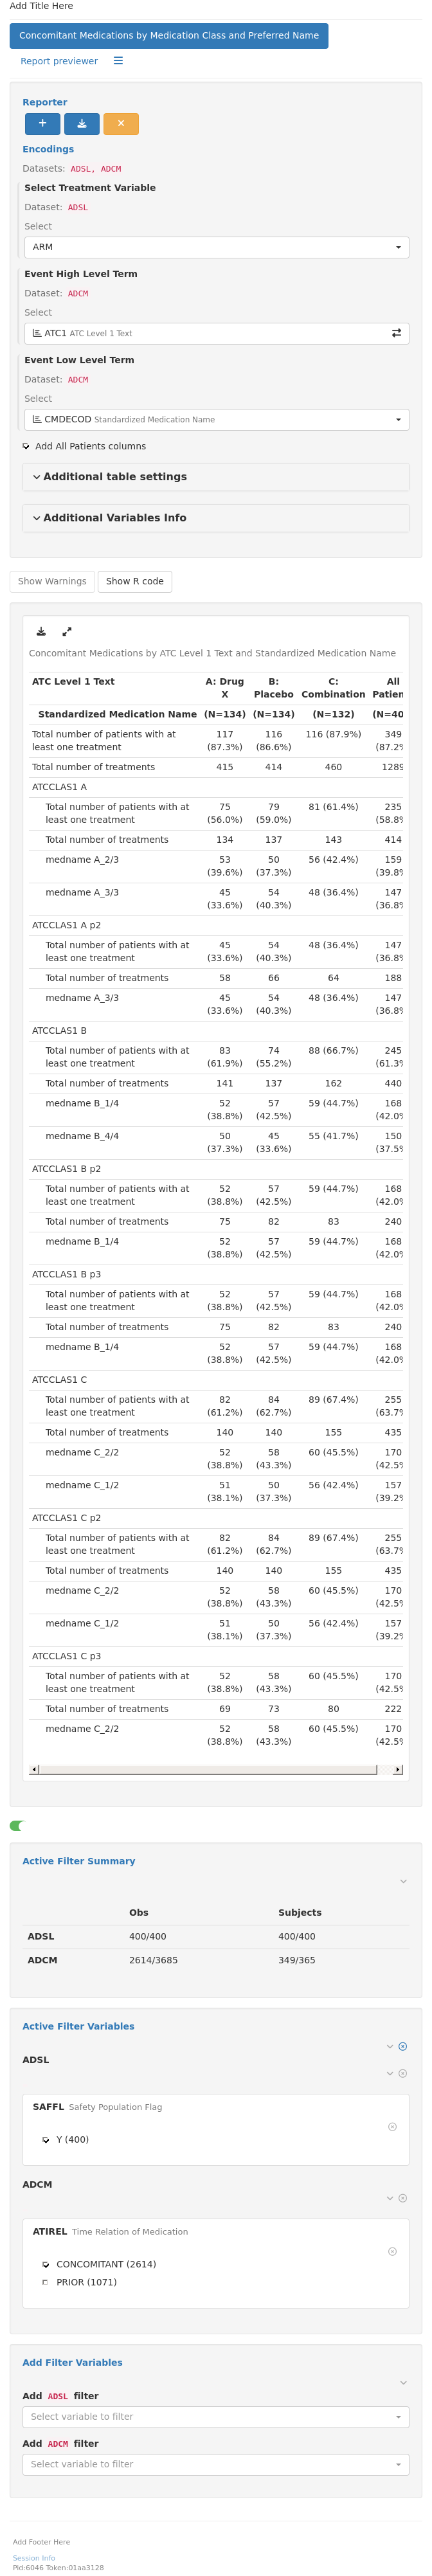 Add Title Here
Concomitant Medications by Medication Class and Preferred Name
Report previewer
Reporter
Encodings
Datasets: ADSL, ADCM
Select Treatment Variable
Dataset: ADSL
Select
ARM
Event High Level Term
Dataset: ADCM
Select
ATC1 ATC Level 1 Text
Event Low Level Term
Dataset: ADCM
Select
CMDECOD Standardized Medication Name
Add All Patients columns
Additional table settings
Additional Variables Info
Show Warnings Show R code
Concomitant Medications by ATC Level 1 Text and Standardized Medication Name
ATC Level 1 Text A: Drug B: C: All
X Placebo Combination Patien
Standardized Medication Name (N=134) (N=134) (N=132) (N=40
Total number of patients with at 117 116 116 (87.9%) 349
least one treatment (87.3%) (86.6%) (87.2%
Total number of treatments 415 414 460 1289
ATCCLAS1 A
Total number of patients with at 75 79 81 (61.4%) 235
least one treatment (56.0%) (59.0%) (58.8%
Total number of treatments 134 137 143 414
medname A_2/3 53 50 56 (42.4%) 159
(39.6%) (37.3%) (39.8%
medname A_3/3 45 54 48 (36.4%) 147
(33.6%) (40.3%) (36.8%
ATCCLAS1 A p2
Total number of patients with at 45 54 48 (36.4%) 147
least one treatment (33.6%) (40.3%) (36.8%
Total number of treatments 58 66 64 188
medname A_3/3 45 54 48 (36.4%) 147
(33.6%) (40.3%) (36.8%
ATCCLAS1 B
Total number of patients with at 83 74 88 (66.7%) 245
least one treatment (61.9%) (55.2%) (61.3%
Total number of treatments 141 137 162 440
medname B_1/4 52 57 59 (44.7%) 168
(38.8%) (42.5%) (42.0%
medname B_4/4 50 45 55 (41.7%) 150
(37.3%) (33.6%) (37.5%
ATCCLAS1 B p2
Total number of patients with at 52 57 59 (44.7%) 168
least one treatment (38.8%) (42.5%) (42.0%
Total number of treatments 75 82 83 240
medname B_1/4 52 57 59 (44.7%) 168
(38.8%) (42.5%) (42.0%
ATCCLAS1 B p3
Total number of patients with at 52 57 59 (44.7%) 168
least one treatment (38.8%) (42.5%) (42.0%
Total number of treatments 75 82 83 240
medname B_1/4 52 57 59 (44.7%) 168
(38.8%) (42.5%) (42.0%
ATCCLAS1 C
Total number of patients with at 82 84 89 (67.4%) 255
least one treatment (61.2%) (62.7%) (63.7%
Total number of treatments 140 140 155 435
medname C_2/2 52 58 60 (45.5%) 170
(38.8%) (43.3%) (42.5%
medname C_1/2 51 50 56 (42.4%) 157
(38.1%) (37.3%) (39.2%
ATCCLAS1 C p2
Total number of patients with at 82 84 89 (67.4%) 255
least one treatment (61.2%) (62.7%) (63.7%
Total number of treatments 140 140 155 435
medname C_2/2 52 58 60 (45.5%) 170
(38.8%) (43.3%) (42.5%
medname C_1/2 51 50 56 (42.4%) 157
(38.1%) (37.3%) (39.2%
ATCCLAS1 C p3
Total number of patients with at 52 58 60 (45.5%) 170
least one treatment (38.8%) (43.3%) (42.5%
Total number of treatments 69 73 80 222
medname C_2/2 52 58 60 (45.5%) 170
(38.8%) (43.3%) (42.5%
Active Filter Summary
Obs Subjects
ADSL 400/400 400/400
ADCM 2614/3685 349/365
Active Filter Variables
ADSL
SAFFL Safety Population Flag
Y (400)
ADCM
ATIREL Time Relation of Medication
CONCOMITANT (2614)
PRIOR (1071)
Add Filter Variables
Add ADSL filter
Select variable to filter
Add ADCM filter
Select variable to filter
Add Footer Here
Session Info
Pid:6046 Token:01aa3128